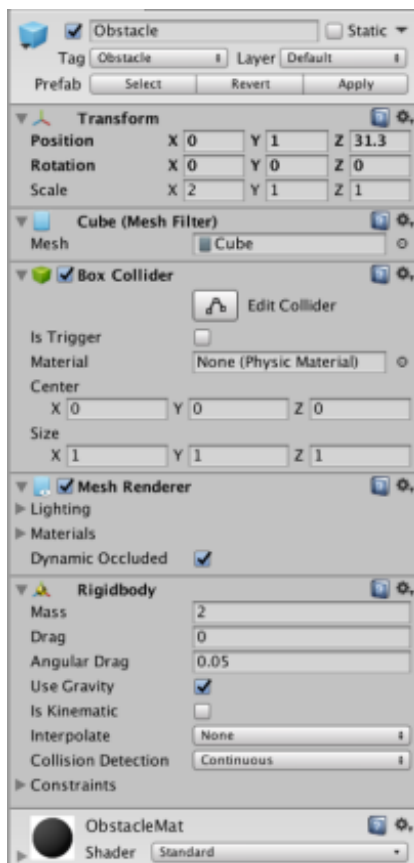 Obstacle Static
Tag Obstacle Layer Default
Prefab Select Revert Apply
Transform
Position X 0 Y 1 Z 31.3
Rotation X 0 Y 0 Z 0
Scale X 2 Y 1 Z 1
Cube (Mesh Filter)
Mesh Cube
Box Collider
Edit Collider
Is Trigger
Material None (Physic Material)
Center
X 0 Y 0 Z 0
Size
X 1 Y 1 Z 1
Mesh Renderer
Lighting
Materials
Dynamic Occluded
Rigidbody
Mass 2
Drag 0
Angular Drag 0.05
Use Gravity
Is Kinematic
Interpolate None
Collision Detection Continuous
Constraints
ObstacleMat
Shader Standard